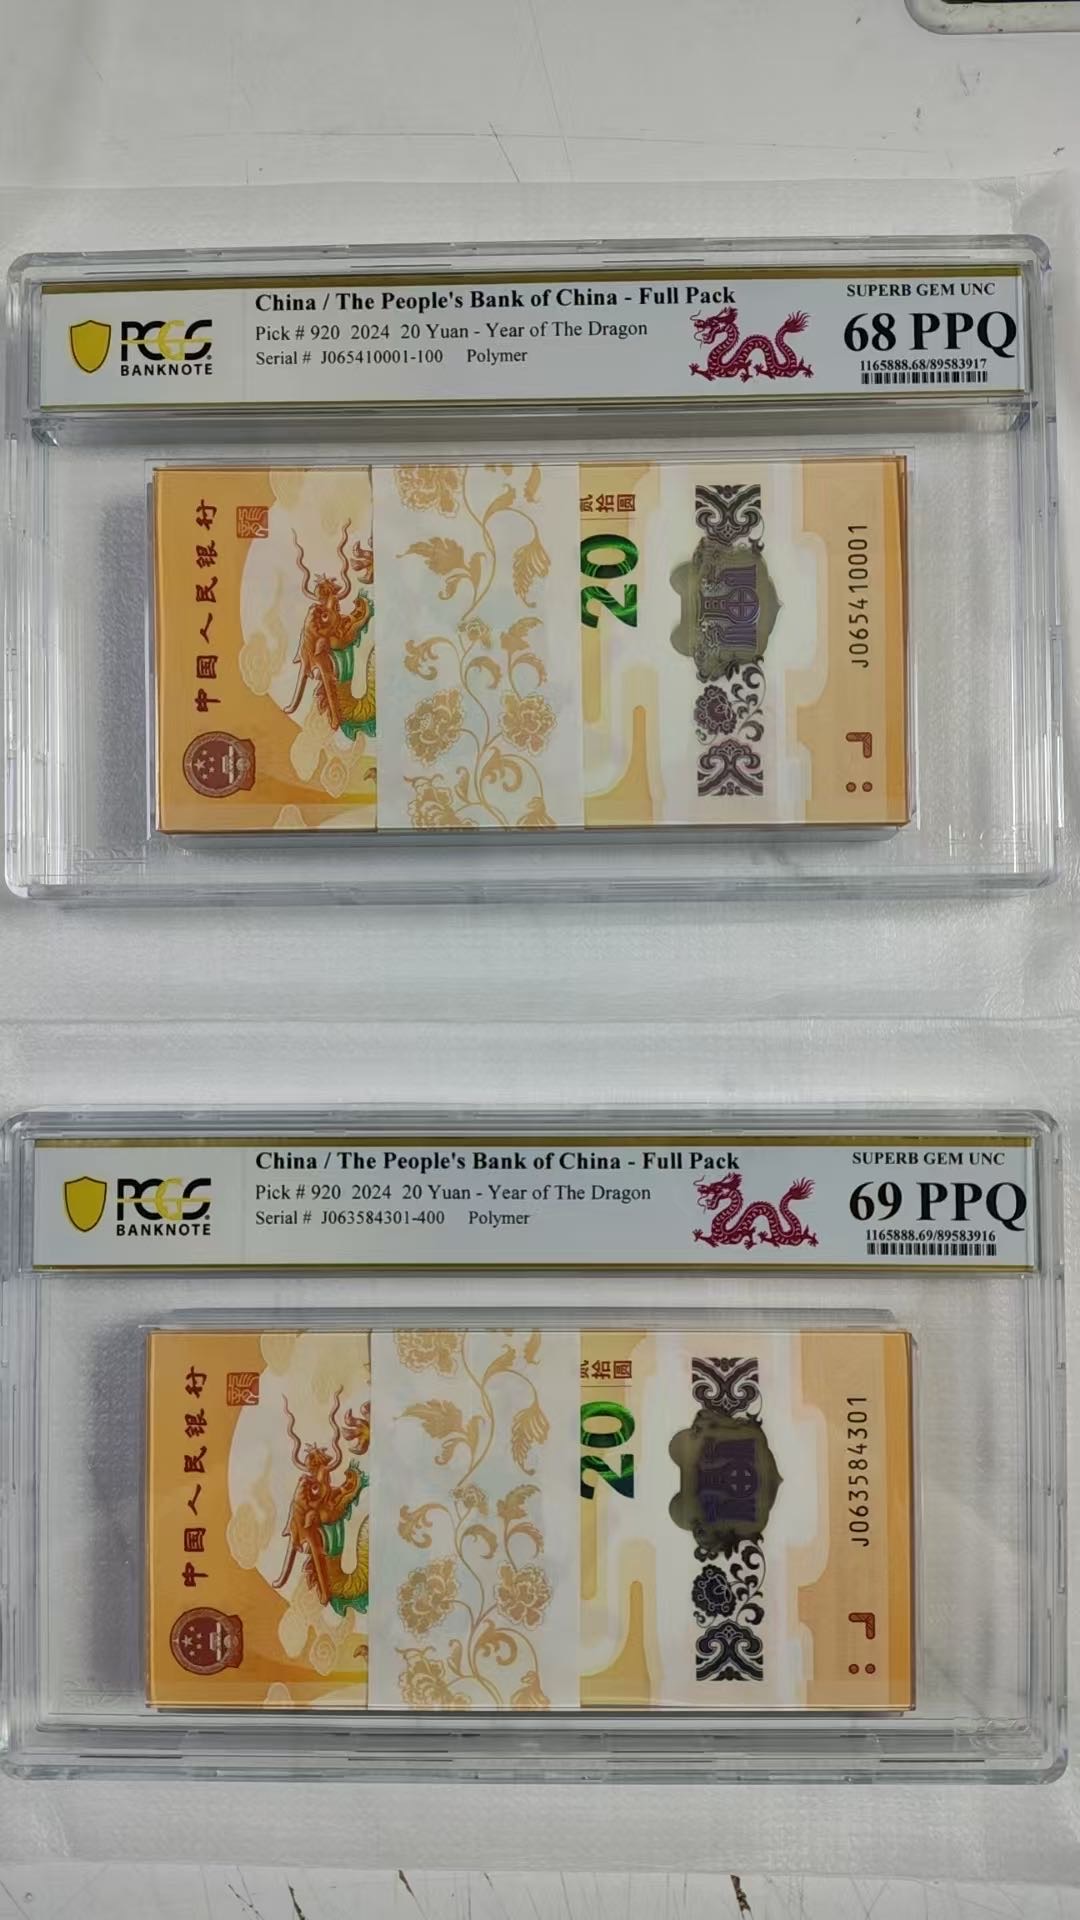 China / The People's Bank of China - Full Pack
Pick # 920 2024 20 Yuan - Year of The Dragon
Serial # J065410001-100 Polymer
PCGS
BANKNOTE
SUPERB GEM UNC
68 PPQ
1165888.68/89583917
中国人民银行
贰拾圆
20
J065410001
China / The People's Bank of China - Full Pack
Pick # 920 2024 20 Yuan - Year of The Dragon
Serial # J063584301-400 Polymer
PCGS
BANKNOTE
SUPERB GEM UNC
69 PPQ
1165888.69/89583916
中国人民银行
贰拾圆
20
J063584301